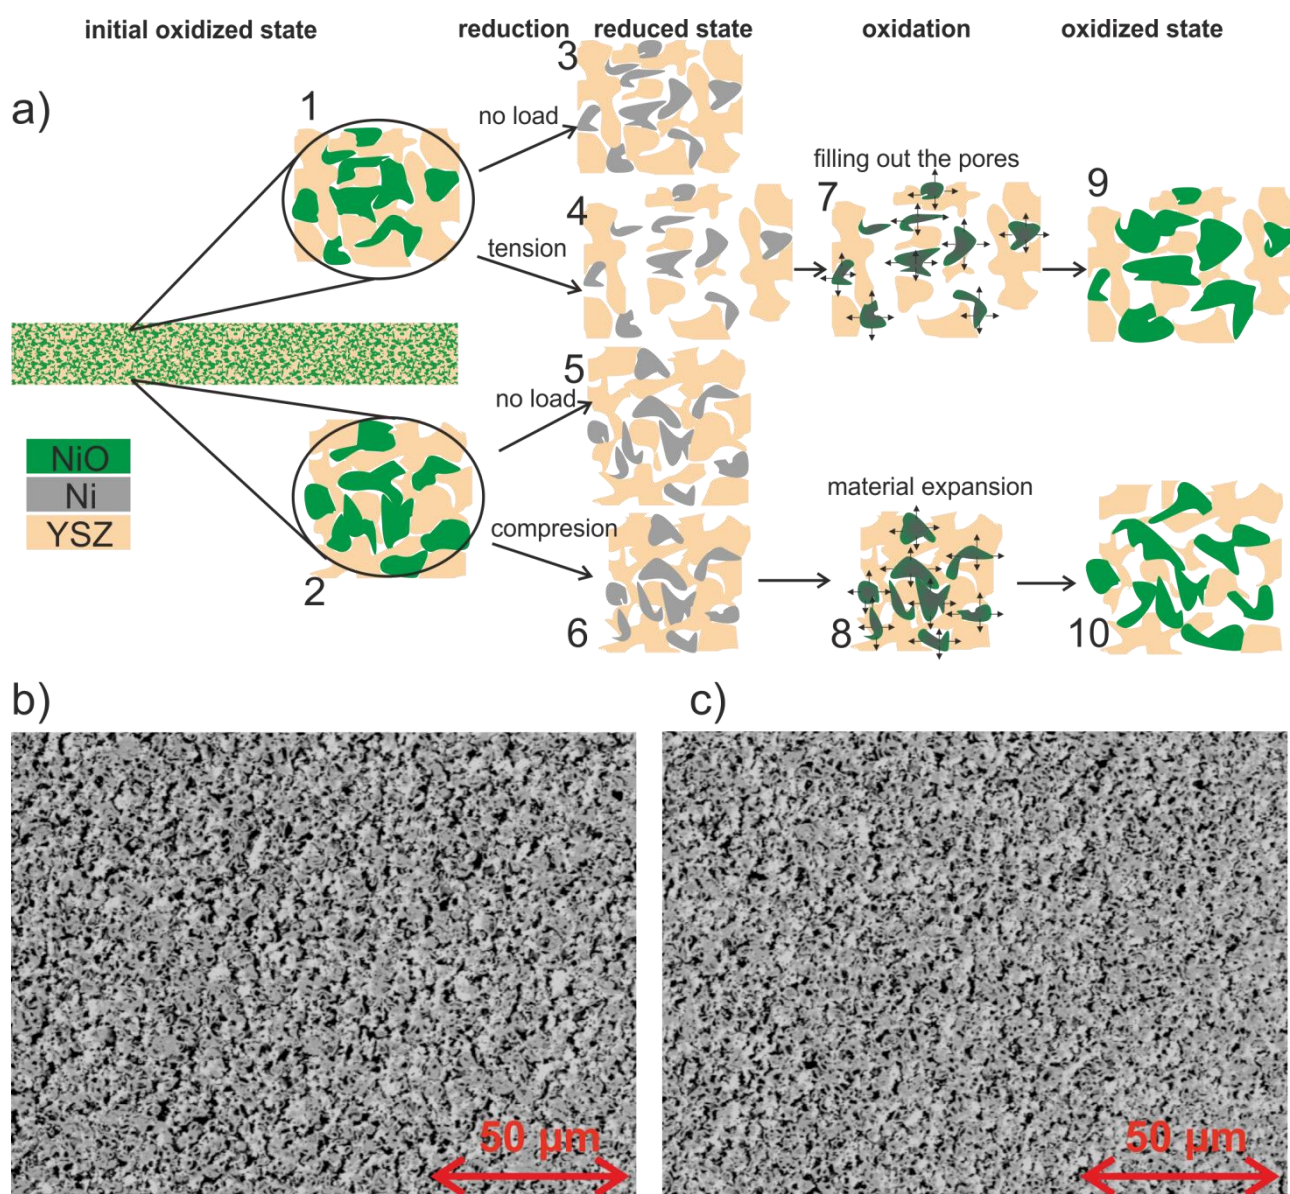 initial oxidized state
reduction
reduced state
oxidation
oxidized state
a)
1
3
no load
filling out the pores
4
7
9
tension
5
no load
NiO
Ni
YSZ
material expansion
compresion
2
6
8
10
b)
c)
50 µm
50 µm